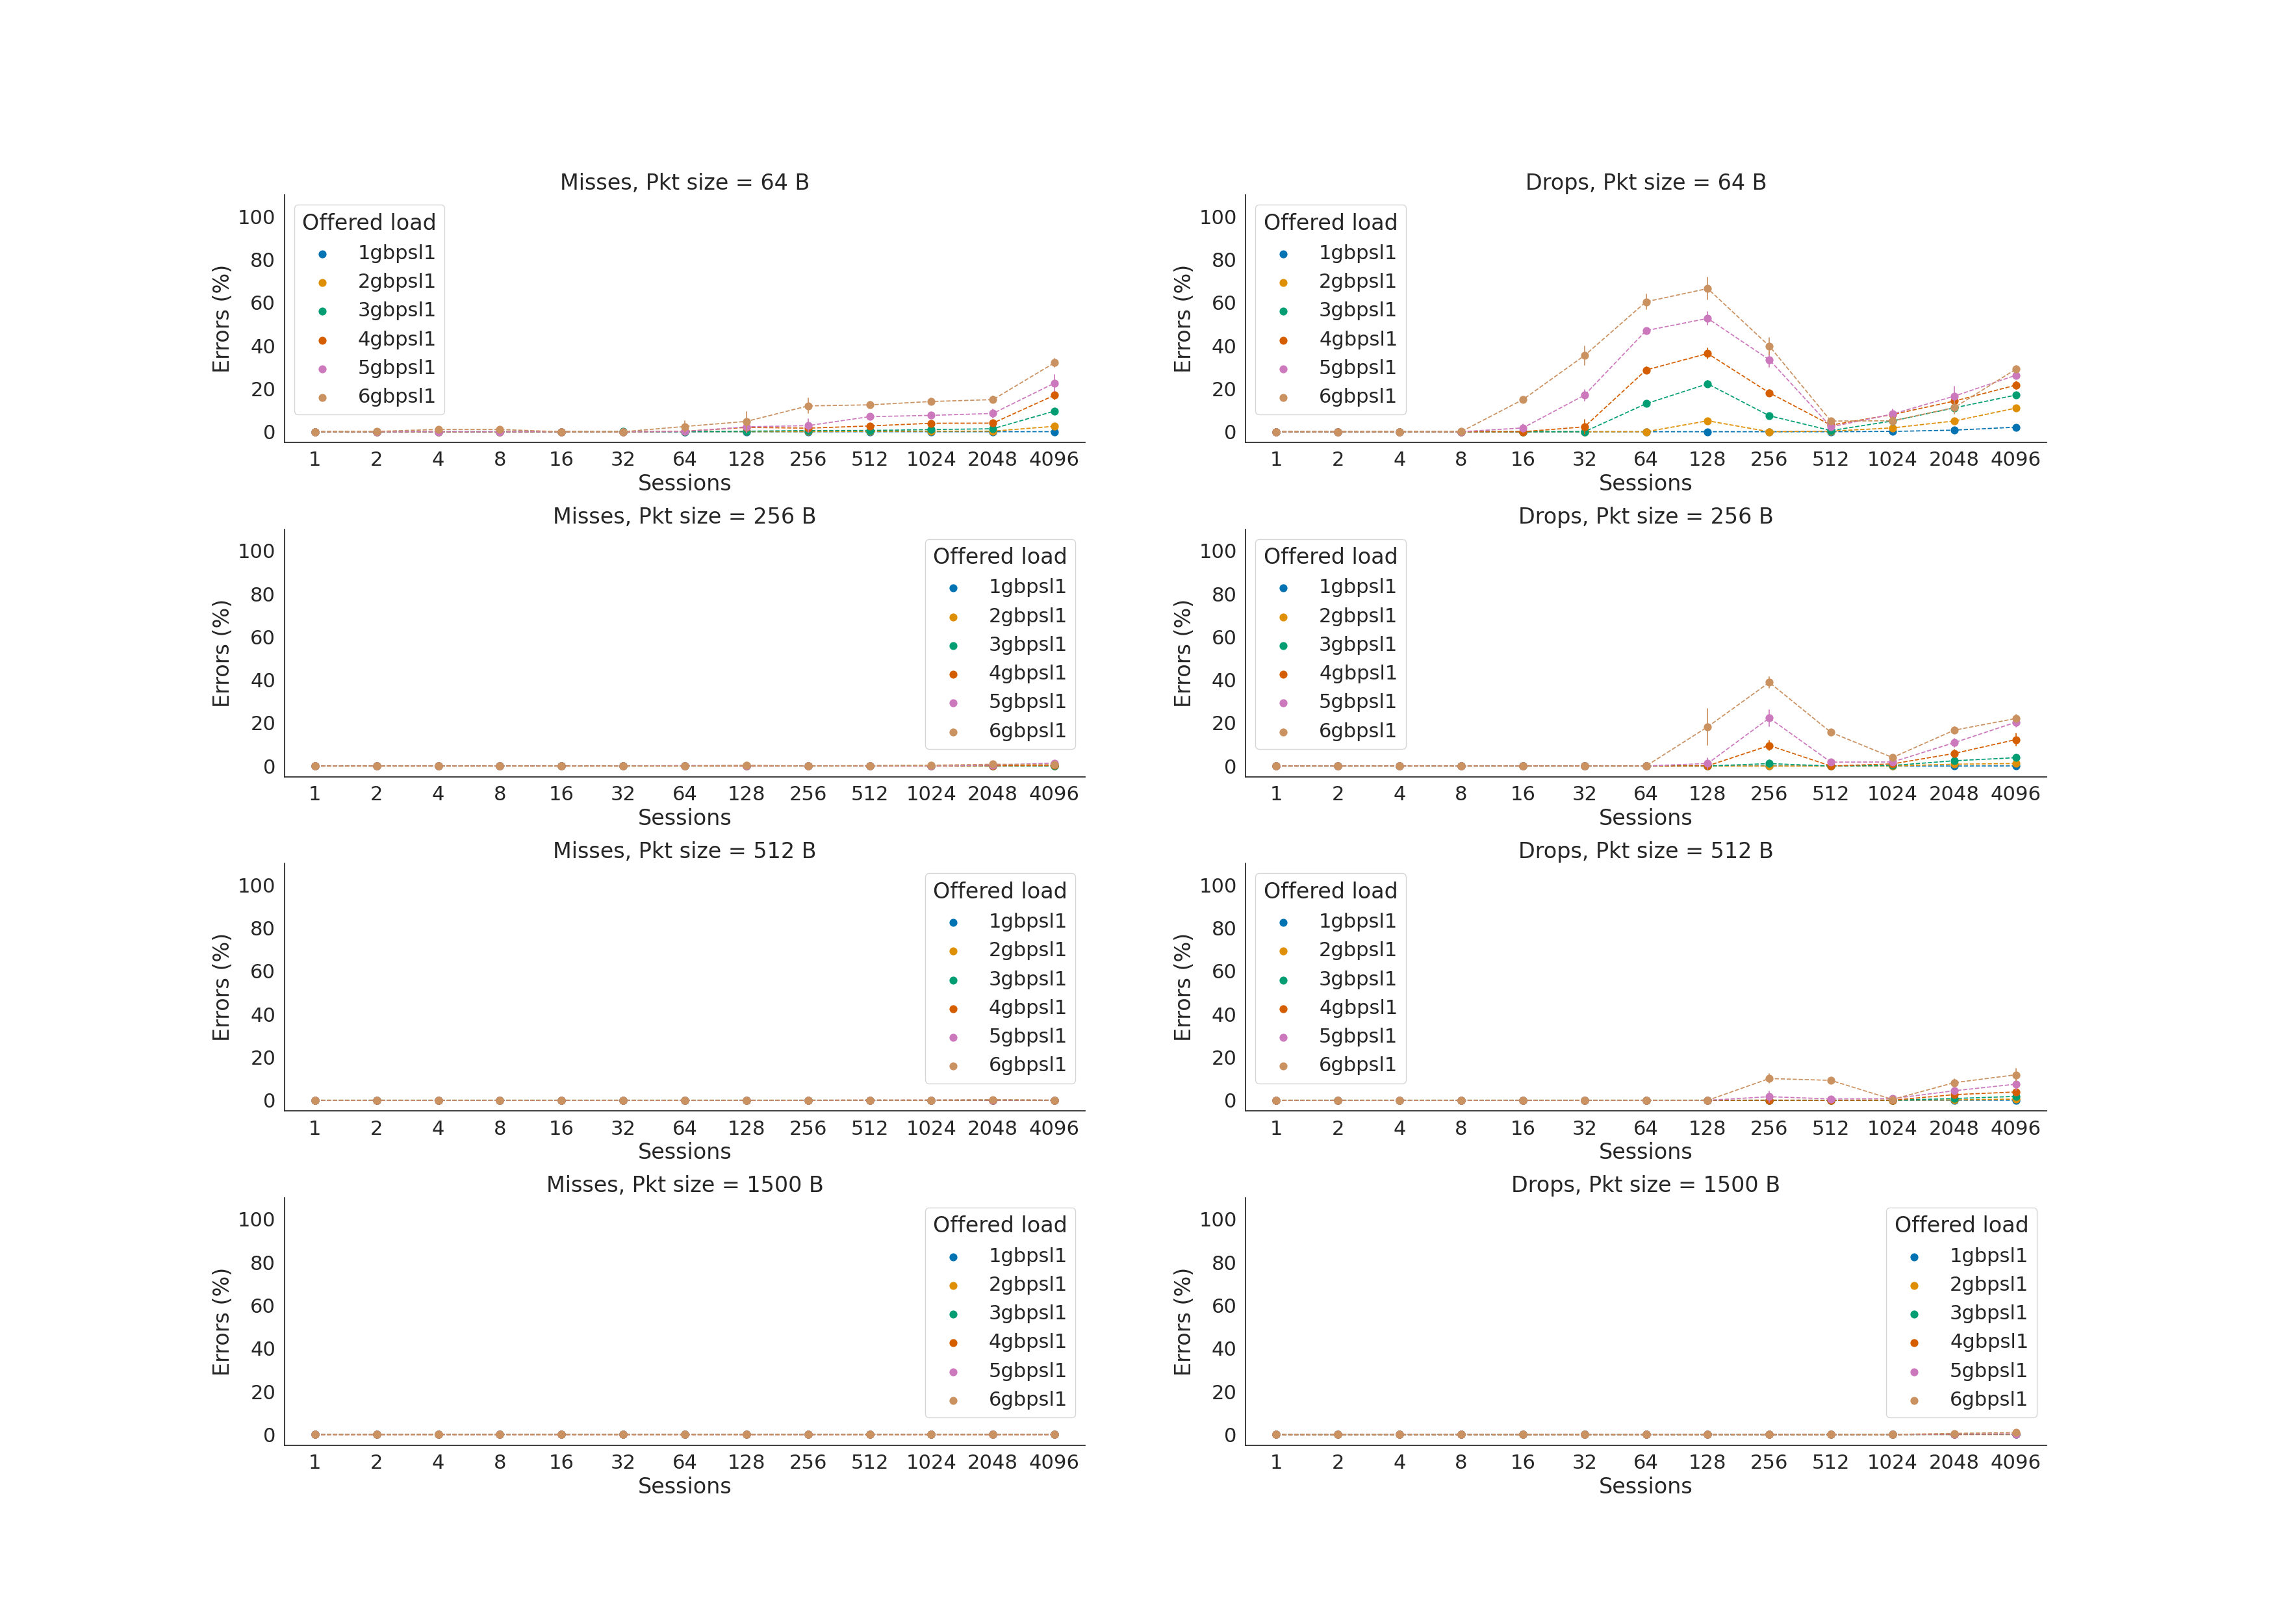 Misses, Pkt size = 64 B
Errors (%)
100
80
60
40
20
0
Offered load
1gbpsl1
2gbpsl1
3gbpsl1
4gbpsl1
5gbpsl1
6gbpsl1
1 2 4 8 16 32 64 128 256 512 1024 2048 4096
Sessions
Drops, Pkt size = 64 B
Errors (%)
100
80
60
40
20
0
Offered load
1gbpsl1
2gbpsl1
3gbpsl1
4gbpsl1
5gbpsl1
6gbpsl1
1 2 4 8 16 32 64 128 256 512 1024 2048 4096
Sessions
Misses, Pkt size = 256 B
Errors (%)
100
80
60
40
20
0
Offered load
1gbpsl1
2gbpsl1
3gbpsl1
4gbpsl1
5gbpsl1
6gbpsl1
1 2 4 8 16 32 64 128 256 512 1024 2048 4096
Sessions
Drops, Pkt size = 256 B
Errors (%)
100
80
60
40
20
0
Offered load
1gbpsl1
2gbpsl1
3gbpsl1
4gbpsl1
5gbpsl1
6gbpsl1
1 2 4 8 16 32 64 128 256 512 1024 2048 4096
Sessions
Misses, Pkt size = 512 B
Errors (%)
100
80
60
40
20
0
Offered load
1gbpsl1
2gbpsl1
3gbpsl1
4gbpsl1
5gbpsl1
6gbpsl1
1 2 4 8 16 32 64 128 256 512 1024 2048 4096
Sessions
Drops, Pkt size = 512 B
Errors (%)
100
80
60
40
20
0
Offered load
1gbpsl1
2gbpsl1
3gbpsl1
4gbpsl1
5gbpsl1
6gbpsl1
1 2 4 8 16 32 64 128 256 512 1024 2048 4096
Sessions
Misses, Pkt size = 1500 B
Errors (%)
100
80
60
40
20
0
Offered load
1gbpsl1
2gbpsl1
3gbpsl1
4gbpsl1
5gbpsl1
6gbpsl1
1 2 4 8 16 32 64 128 256 512 1024 2048 4096
Sessions
Drops, Pkt size = 1500 B
Errors (%)
100
80
60
40
20
0
Offered load
1gbpsl1
2gbpsl1
3gbpsl1
4gbpsl1
5gbpsl1
6gbpsl1
1 2 4 8 16 32 64 128 256 512 1024 2048 4096
Sessions